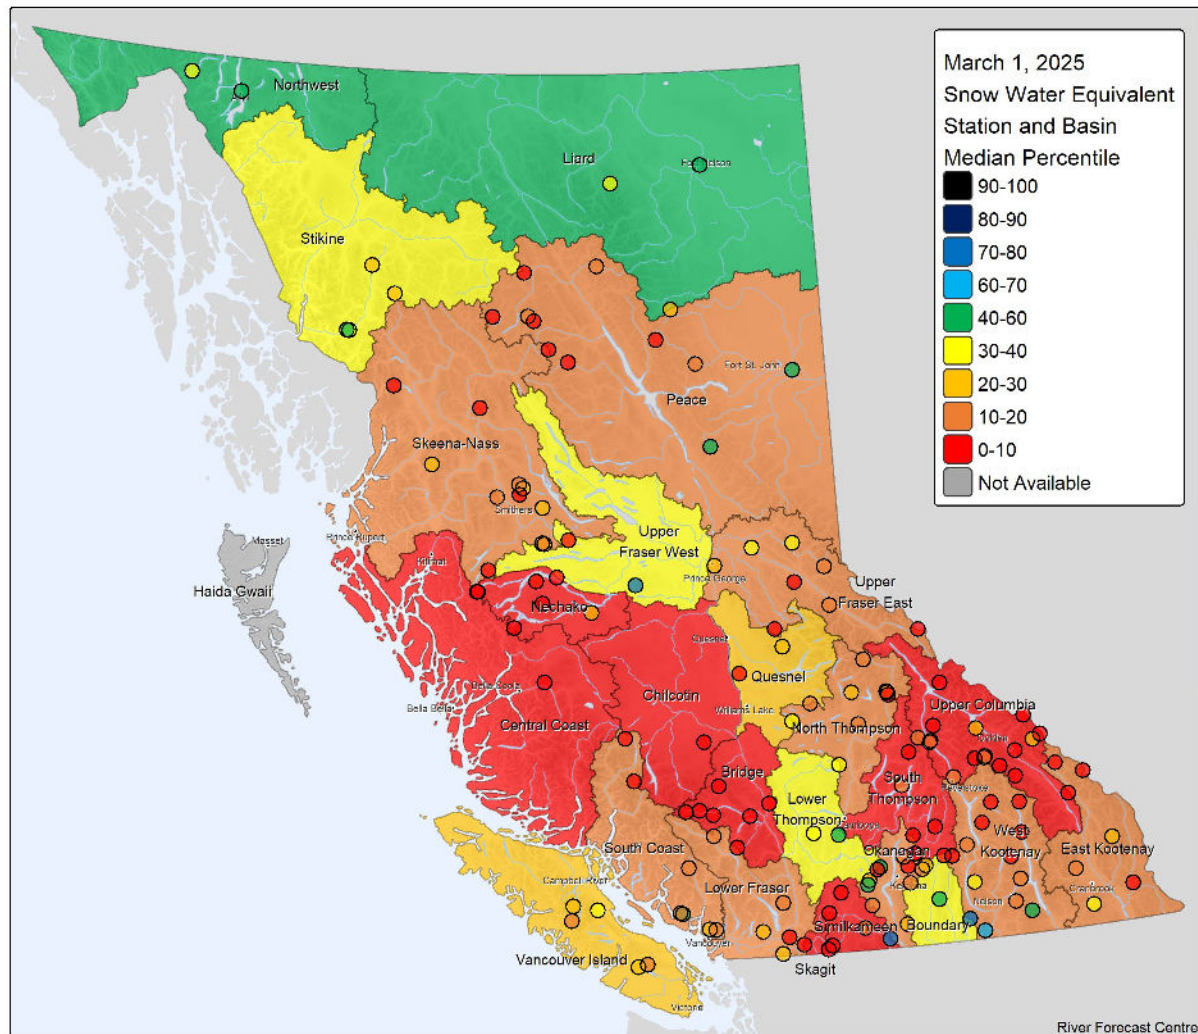 March 1, 2025
Snow Water Equivalent
Station and Basin
Median Percentile
90-100
80-90
70-80
60-70
40-60
30-40
20-30
10-20
0-10
Not Available
Northwest
Liard
Fort Nelson
Stikine
Fort St. John
Peace
Skeena-Nass
Smithers
Upper
Fraser West
Prince Rupert
Masset
Kitimat
Prince George
Upper
Fraser East
Haida Gwaii
Nechako
Quesnel
Quesnel
Bella Coola
Chilcotin
Upper Columbia
Williams Lake
Bella Bella
Central Coast
North Thompson
Golden
Bridge
South
Thompson
Revelstoke
Lower
Thompson
Kamloops
West
Kootenay
South Coast
Okanagan
East Kootenay
Campbell River
Lower Fraser
Kelowna
Cranbrook
Nelson
Similkameen
Boundary
Vancouver
Vancouver Island
Skagit
Victoria
River Forecast Centre